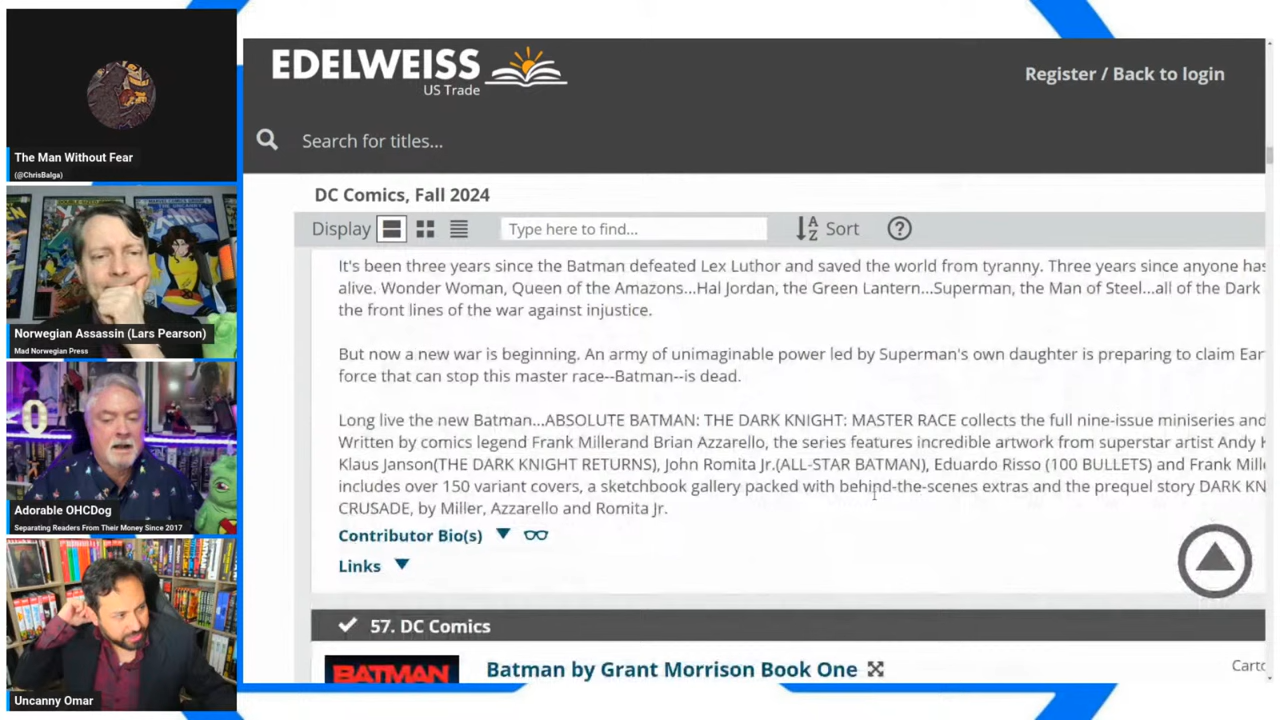 The Man Without Fear
(@ChrisBalga)
Norwegian Assassin (Lars Pearson)
Mad Norwegian Press
O
Adorable OHCDog
Separating Readers From Their Money Since 2017
Uncanny Omar
EDELWEISS
US Trade
Register / Back to login
Search for titles...
DC Comics, Fall 2024
Display
Type here to find...
A
Z
Sort
?
It's been three years since the Batman defeated Lex Luthor and saved the world from tyranny. Three years since anyone has
alive. Wonder Woman, Queen of the Amazons...Hal Jordan, the Green Lantern...Superman, the Man of Steel...all of the Dark
the front lines of the war against injustice.
But now a new war is beginning. An army of unimaginable power led by Superman's own daughter is preparing to claim Ear
force that can stop this master race--Batman--is dead.
Long live the new Batman...ABSOLUTE BATMAN: THE DARK KNIGHT: MASTER RACE collects the full nine-issue miniseries and
Written by comics legend Frank Millerand Brian Azzarello, the series features incredible artwork from superstar artist Andy K
Klaus Janson(THE DARK KNIGHT RETURNS), John Romita Jr.(ALL-STAR BATMAN), Eduardo Risso (100 BULLETS) and Frank Mille
includes over 150 variant covers, a sketchbook gallery packed with behind-the-scenes extras and the prequel story DARK KN
CRUSADE, by Miller, Azzarello and Romita Jr.
Contributor Bio(s)
Links
57. DC Comics
BATMAN
Batman by Grant Morrison Book One
Carto